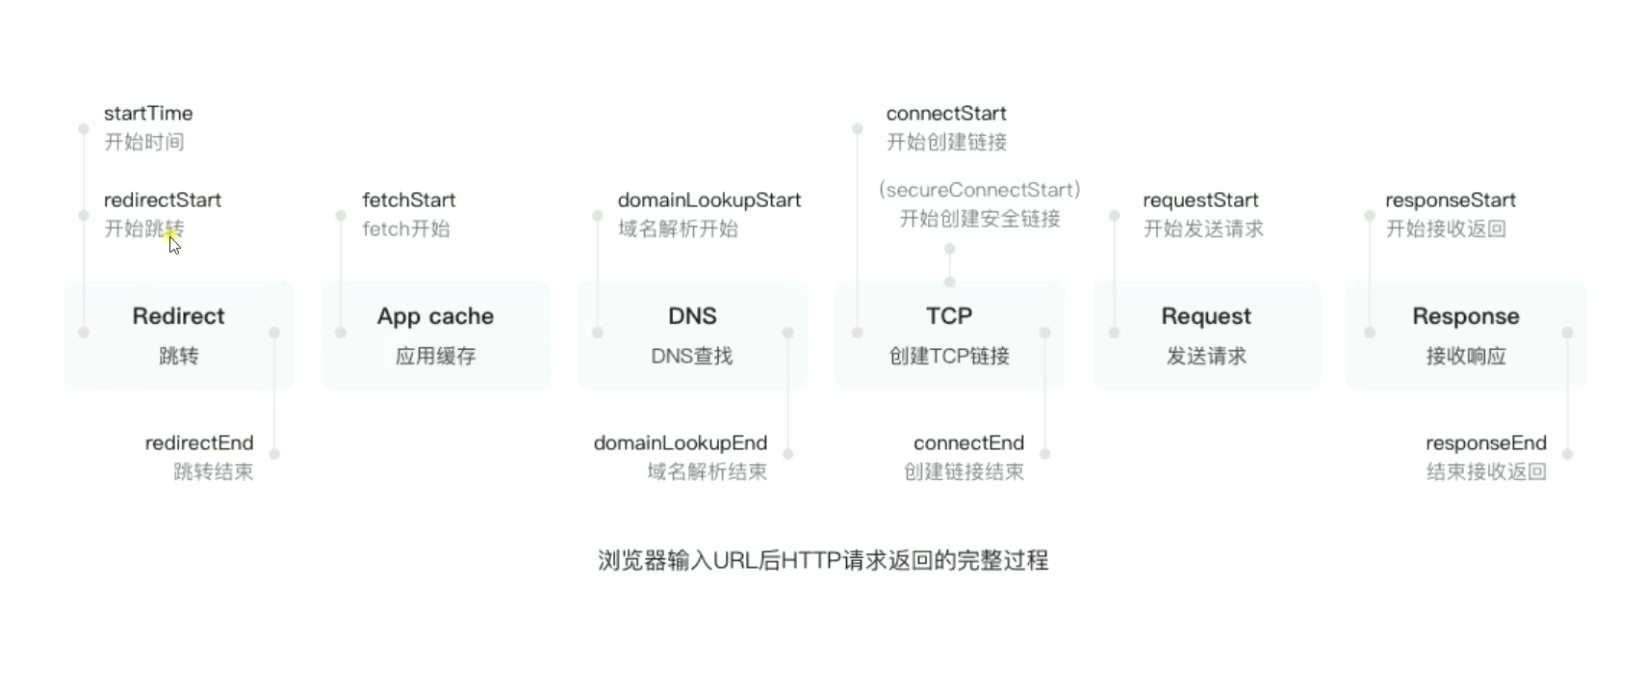 startTime
开始时间
redirectStart
开始跳转
fetchStart
fetch开始
domainLookupStart
域名解析开始
connectStart
开始创建链接
(secureConnectStart)
开始创建安全链接
requestStart
开始发送请求
responseStart
开始接收返回
Redirect
跳转
App cache
应用缓存
DNS
DNS查找
TCP
创建TCP链接
Request
发送请求
Response
接收响应
redirectEnd
跳转结束
domainLookupEnd
域名解析结束
connectEnd
创建链接结束
responseEnd
结束接收返回
浏览器输入URL后HTTP请求返回的完整过程